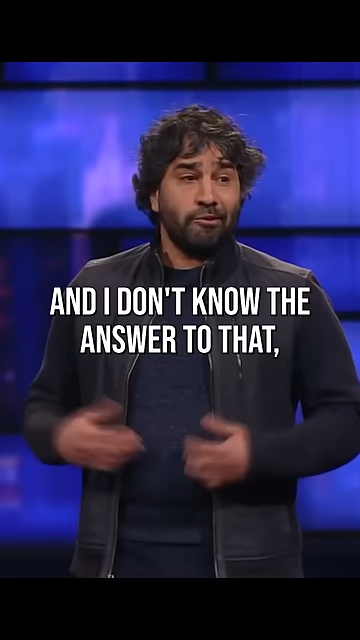 AND I DON'T KNOW THE
ANSWER TO THAT,